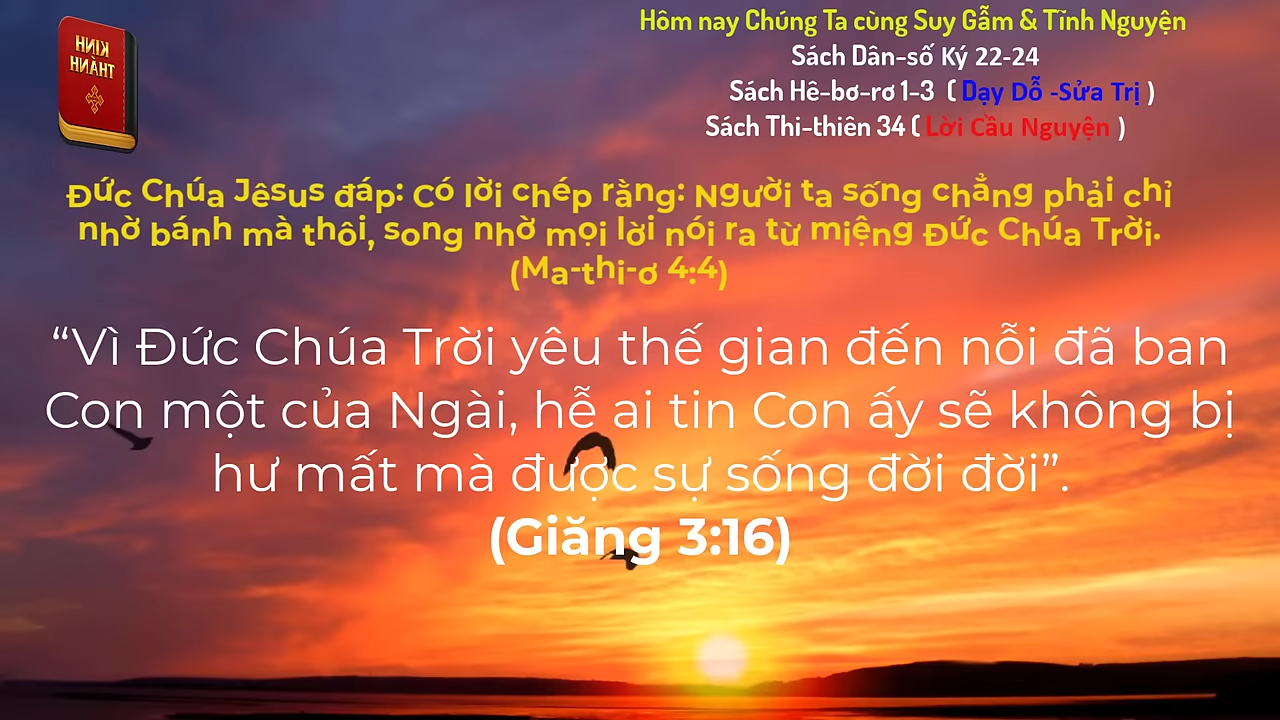 KINH
THÁNH
Hôm nay Chúng Ta cùng Suy Gẫm & Tĩnh Nguyện
Sách Dân-số Ký 22-24
Sách Hê-bơ-rơ 1-3 ( Dạy Dỗ -Sửa Trị )
Sách Thi-thiên 34 ( Lời Cầu Nguyện )
Đức Chúa Jêsus đáp: Có lời chép rằng: Người ta sống chẳng phải chỉ
nhờ bánh mà thôi, song nhờ mọi lời nói ra từ miệng Đức Chúa Trời.
(Ma-thi-ơ 4:4)
“Vì Đức Chúa Trời yêu thế gian đến nỗi đã ban
Con một của Ngài, hễ ai tin Con ấy sẽ không bị
hư mất mà được sự sống đời đời”.
(Giăng 3:16)